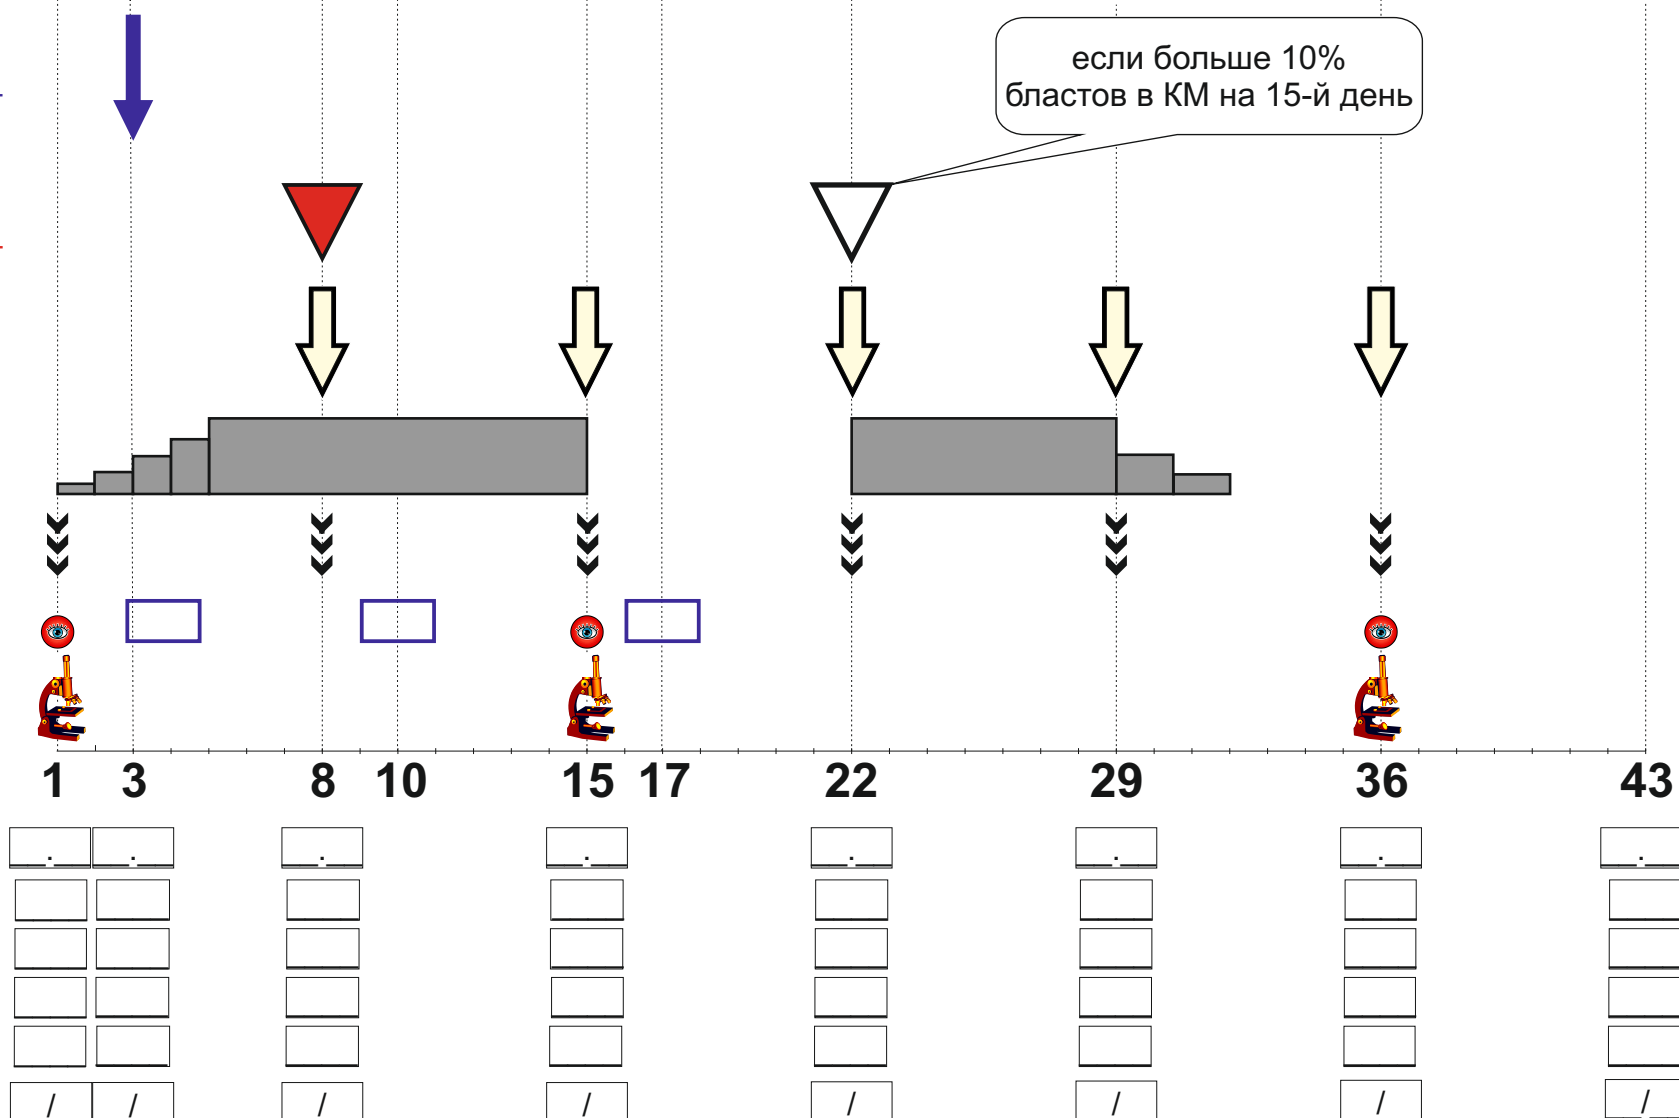 если больше 10%
бластов в КМ на 15-й день
1 3 8 10 15 17 22 29 36 43
. . . . . . . .
/ / / / / / / /